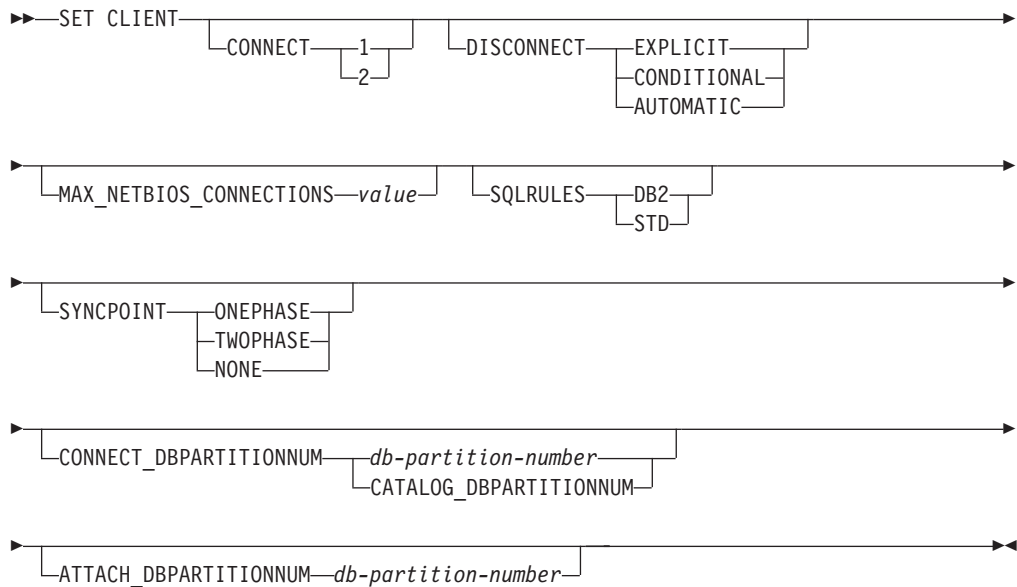 SET CLIENT
CONNECT 1
2
DISCONNECT EXPLICIT
CONDITIONAL
AUTOMATIC
MAX_NETBIOS_CONNECTIONS value
SQLRULES DB2
STD
SYNCPOINT ONEPHASE
TWOPHASE
NONE
CONNECT_DBPARTITIONNUM db-partition-number
CATALOG_DBPARTITIONNUM
ATTACH_DBPARTITIONNUM db-partition-number